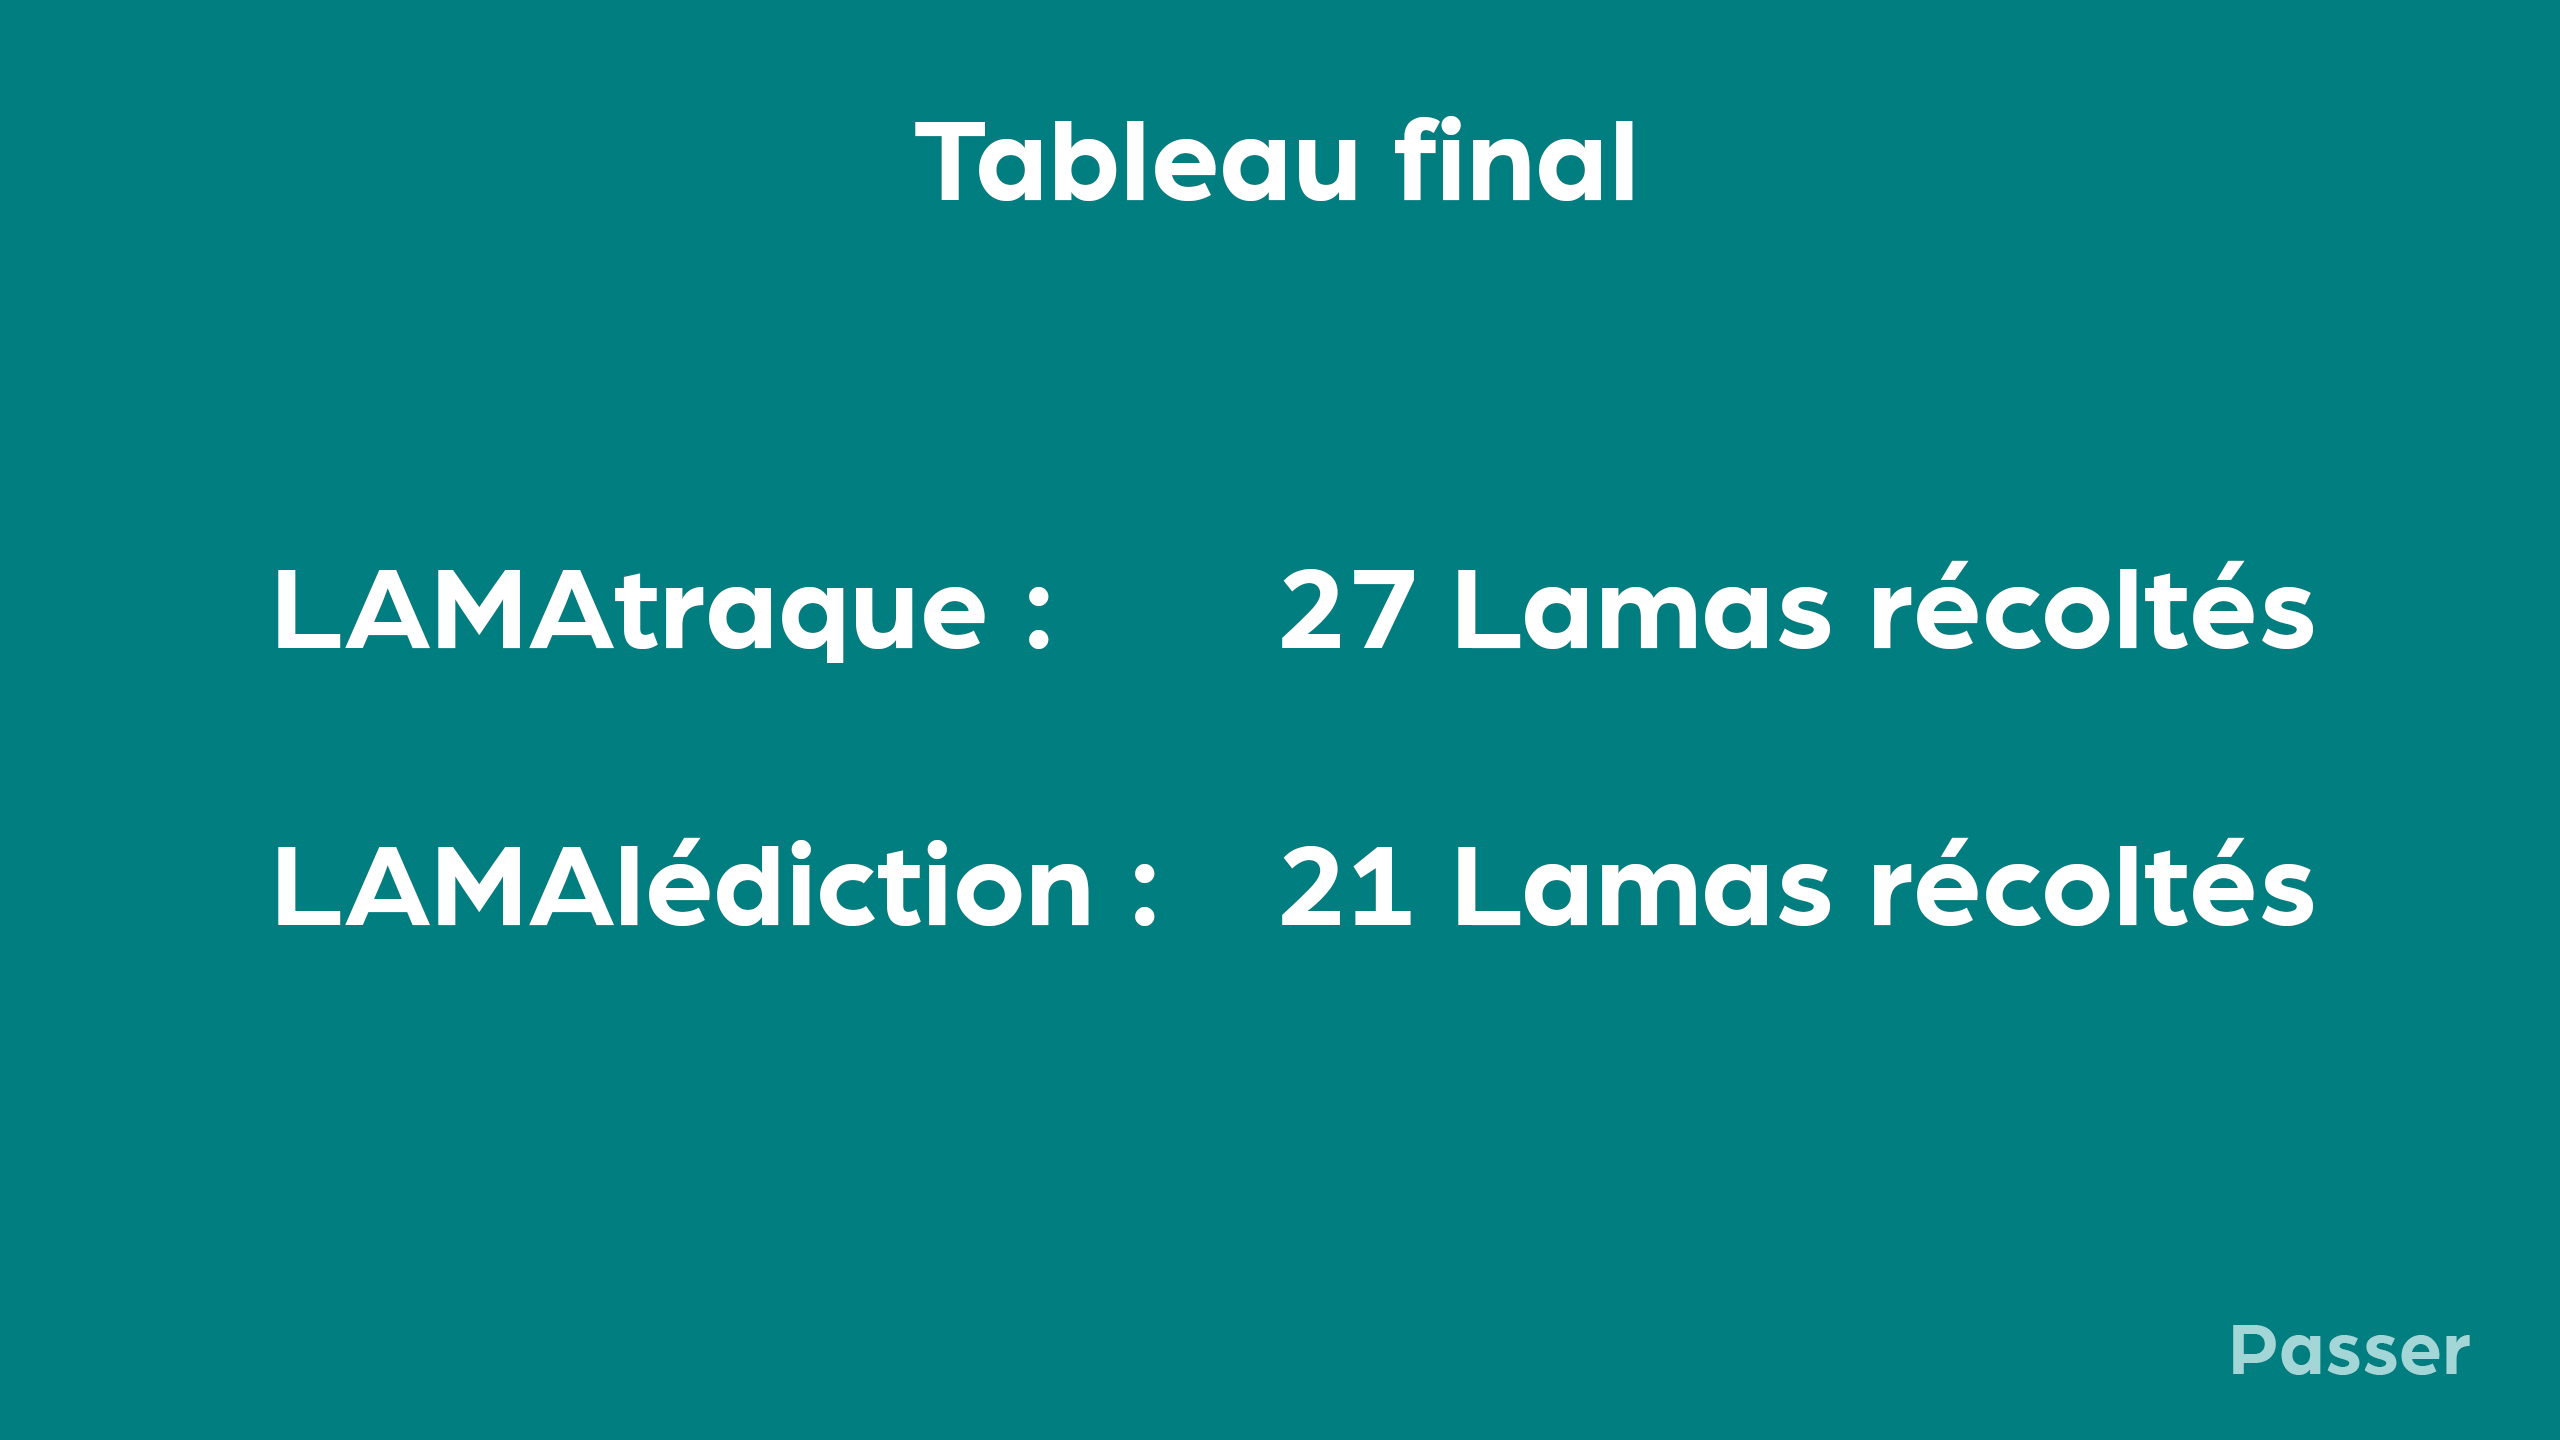 Tableau final
LAMAtraque : 27 Lamas récoltés
LAMAlédiction : 21 Lamas récoltés
Passer